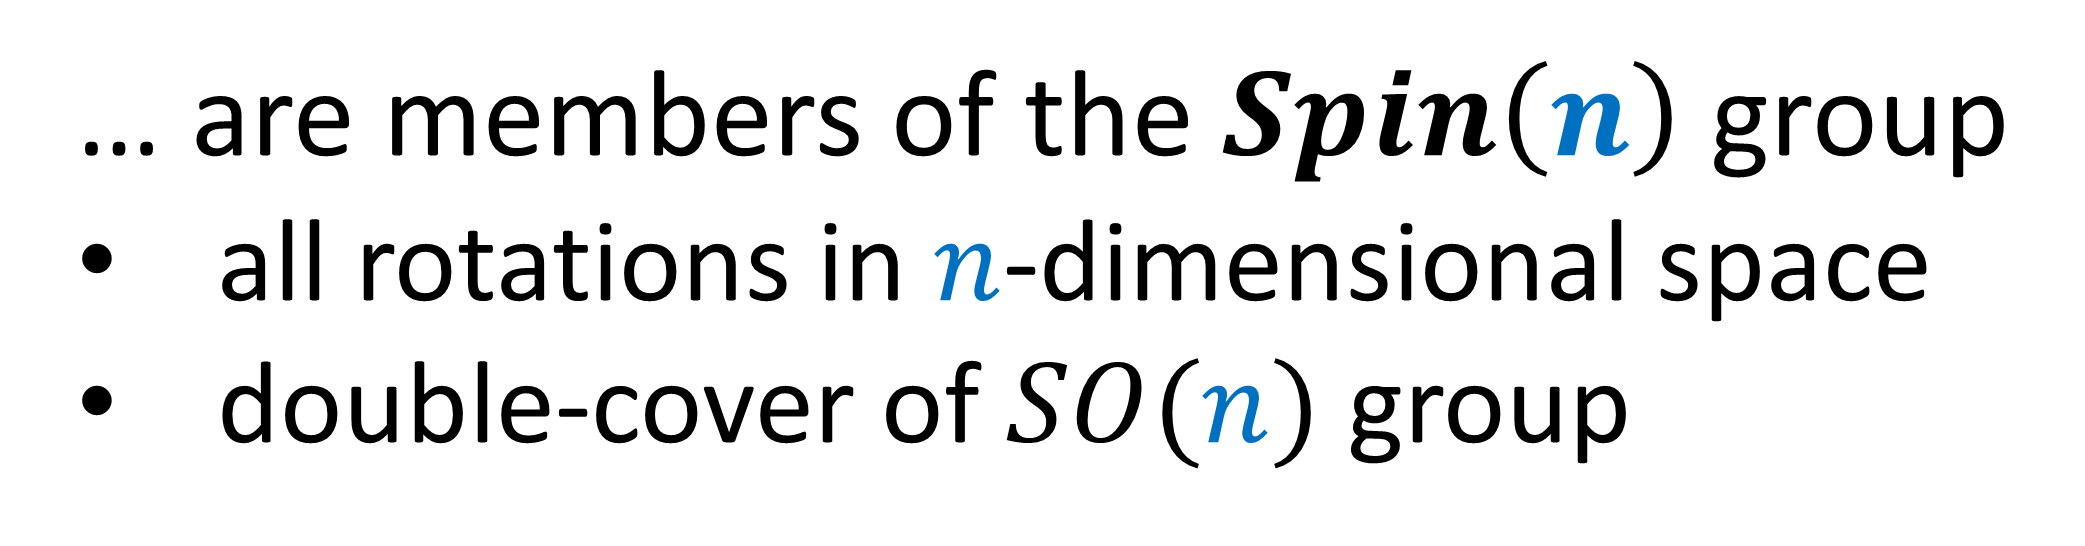 … are members of the Spin(n) group
• all rotations in n-dimensional space
• double-cover of SO(n) group